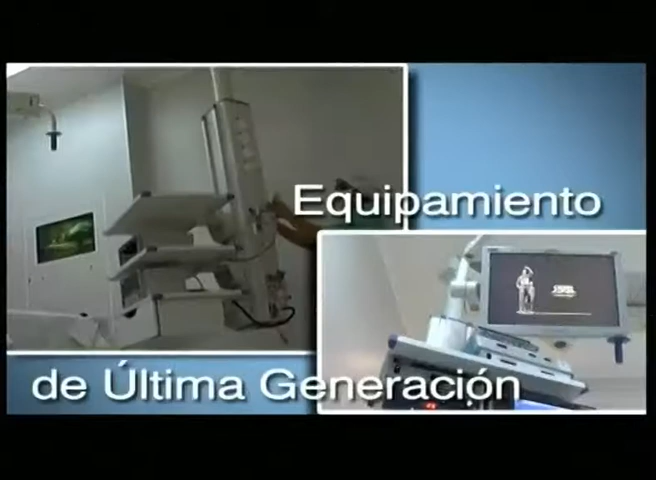 Equipamiento
de Última Generación